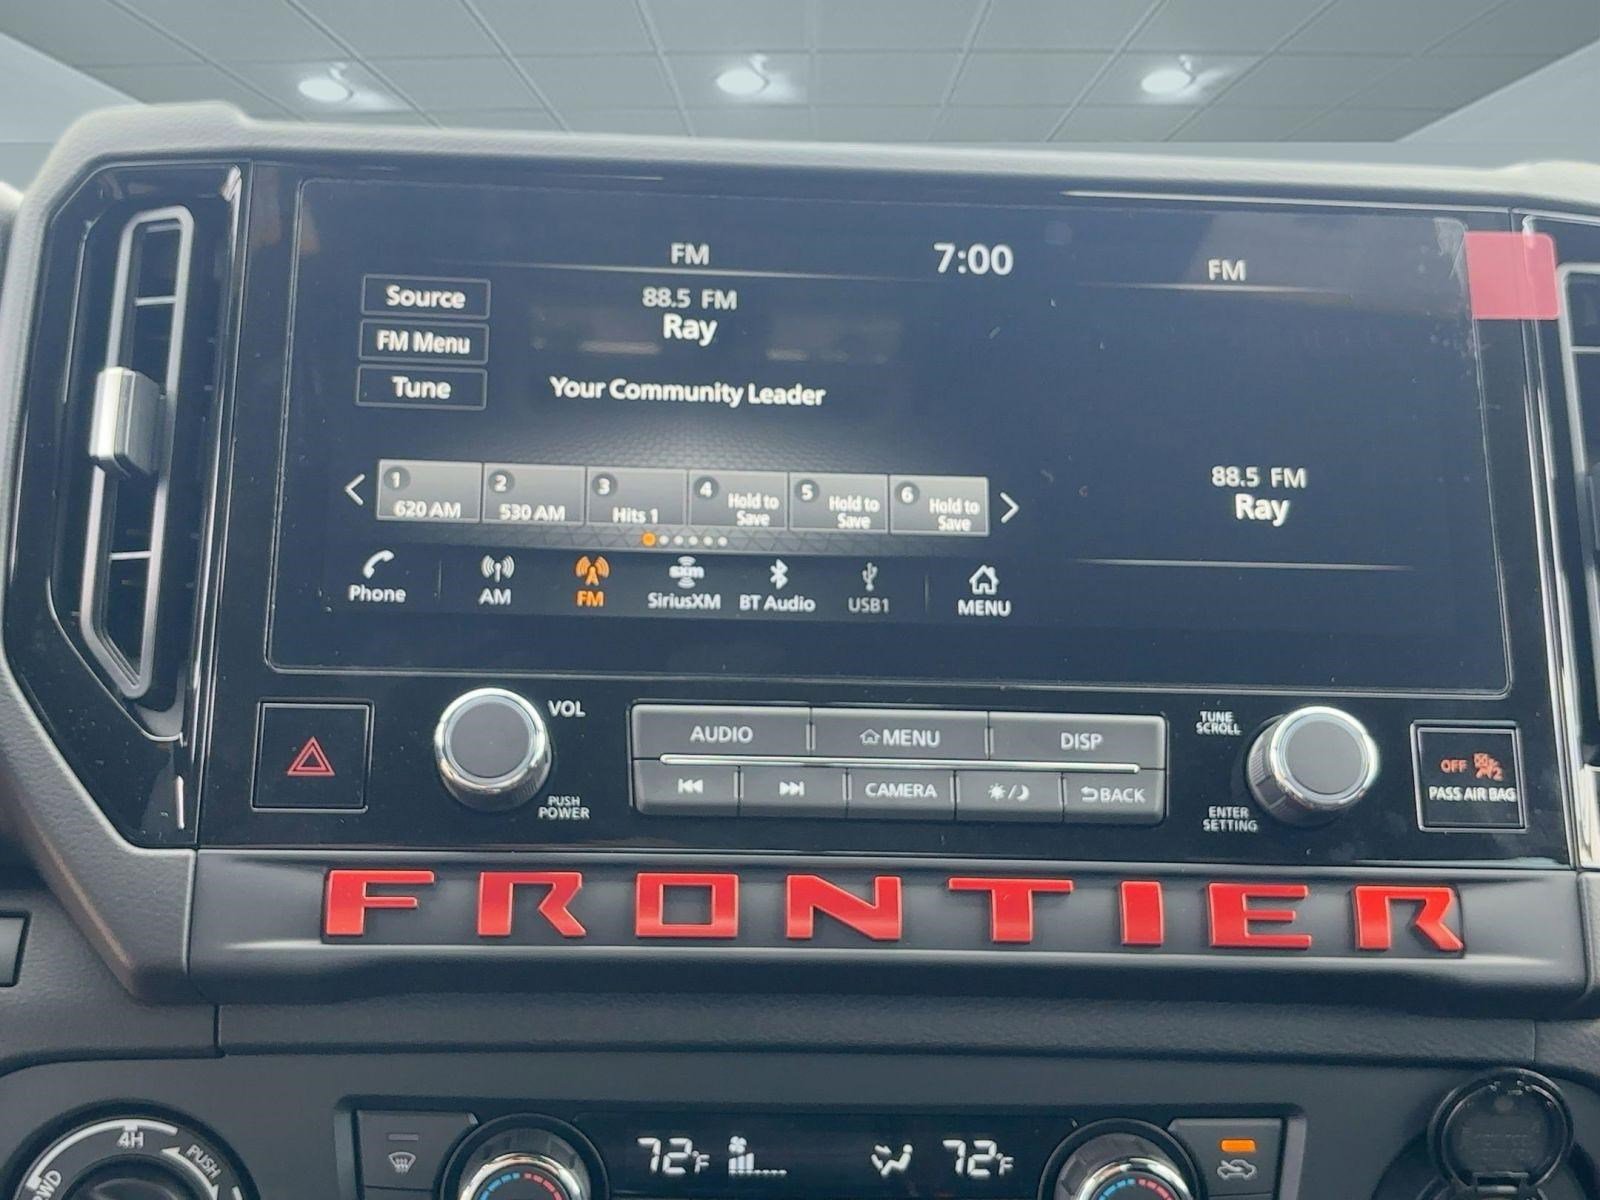 FM
7:00
FM
Source
88.5 FM
Ray
FM Menu
Tune
Your Community Leader
88.5 FM
Ray
1
620 AM
2
530 AM
3
Hits 1
4
Hold to
Save
5
Hold to
Save
6
Hold to
Save
Phone
AM
FM
sxm
SiriusXM
BT Audio
USB1
MENU
VOL
PUSH
POWER
AUDIO
MENU
DISP
CAMERA
BACK
TUNE
SCROLL
ENTER
SETTING
OFF
2
PASS AIR BAG
FRONTIER
4H
PUSH
72°F
72°F